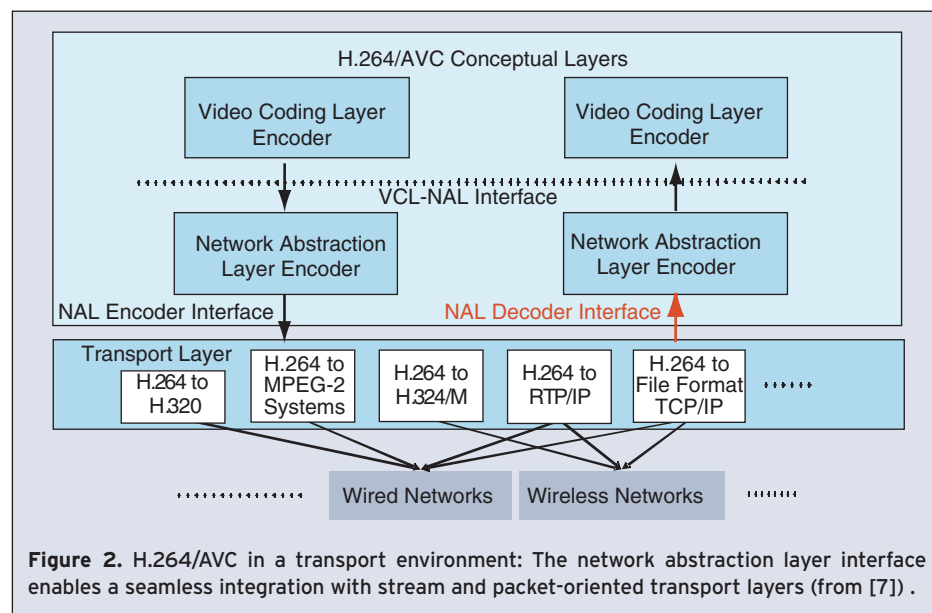 H.264/AVC Conceptual Layers
Video Coding Layer
Encoder
Video Coding Layer
Encoder
VCL-NAL Interface
Network Abstraction
Layer Encoder
Network Abstraction
Layer Encoder
NAL Encoder Interface
NAL Decoder Interface
Transport Layer
H.264 to
H.320
H.264 to
MPEG-2
Systems
H.264 to
H.324/M
H.264 to
RTP/IP
H.264 to
File Format
TCP/IP
Wired Networks
Wireless Networks
Figure 2. H.264/AVC in a transport environment: The network abstraction layer interface
enables a seamless integration with stream and packet-oriented transport layers (from [7]) .